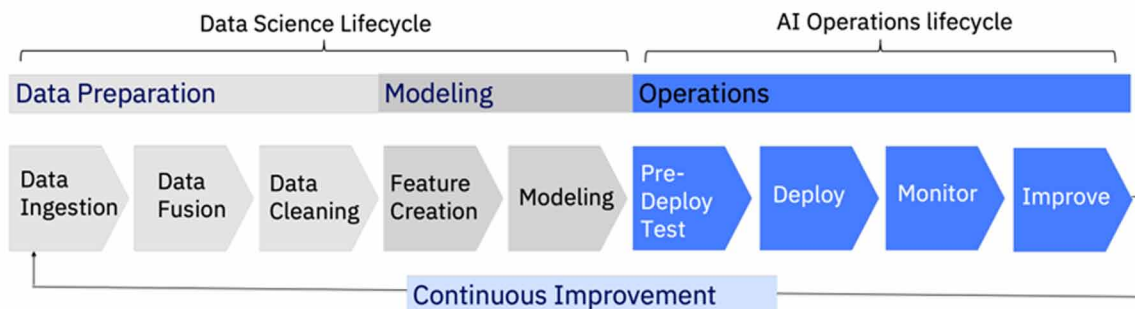 Data Science Lifecycle
AI Operations lifecycle
Data Preparation
Modeling
Operations
Data
Ingestion
Data
Fusion
Data
Cleaning
Feature
Creation
Modeling
Pre-
Deploy
Test
Deploy
Monitor
Improve
Continuous Improvement